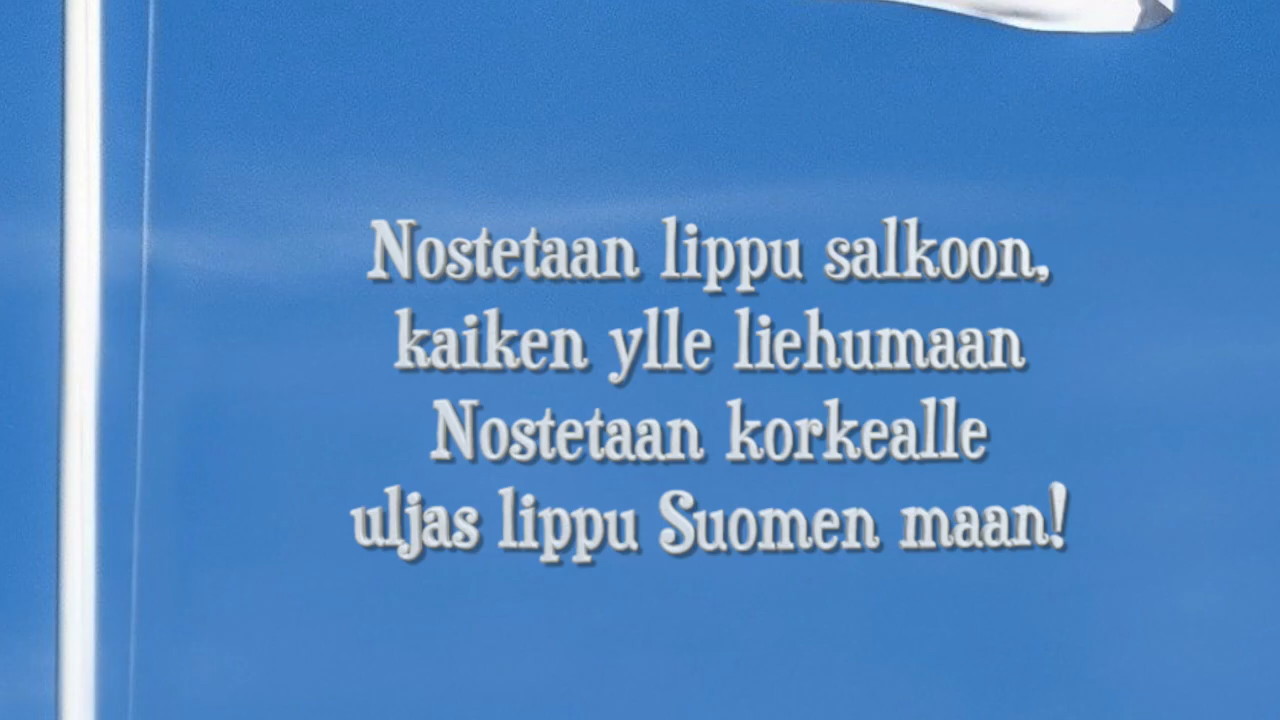 Nostetaan lippu salkoon,
kaiken ylle liehumaan
Nostetaan korkealle
uljas lippu Suomen maan!